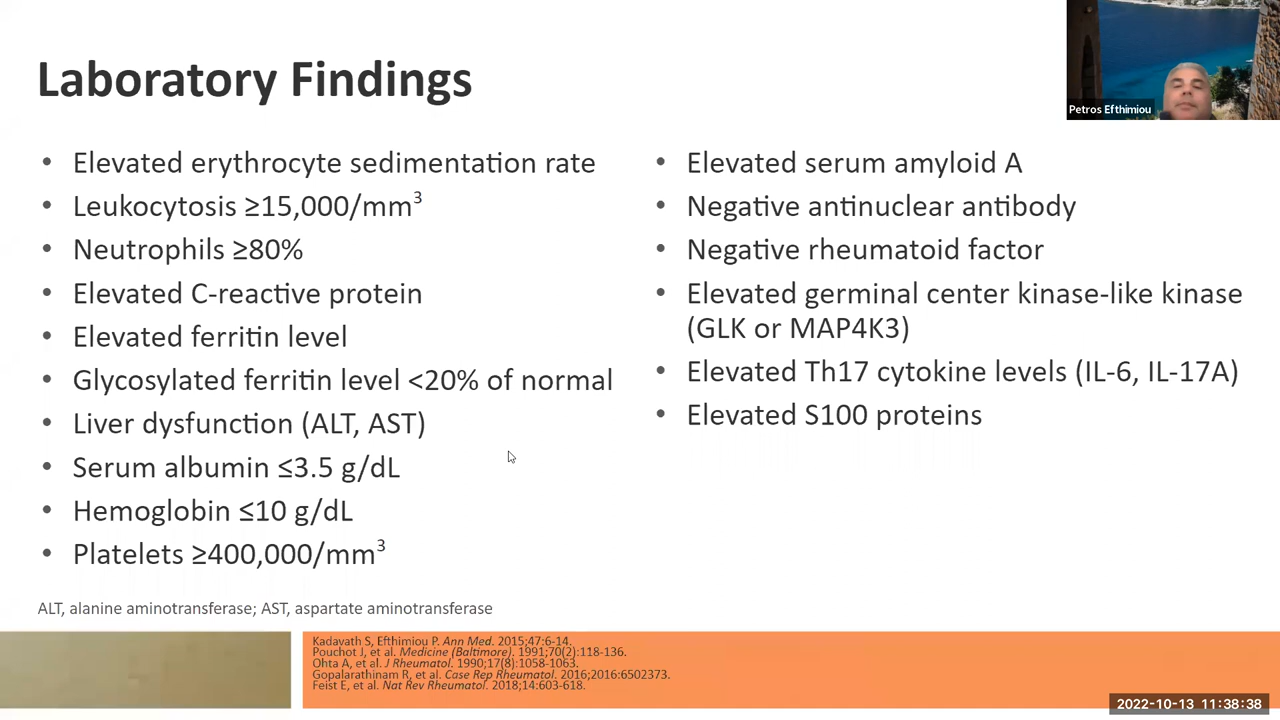 Laboratory Findings
Petros Efthimiou
• Elevated erythrocyte sedimentation rate
• Leukocytosis ≥15,000/mm³
• Neutrophils ≥80%
• Elevated C-reactive protein
• Elevated ferritin level
• Glycosylated ferritin level <20% of normal
• Liver dysfunction (ALT, AST)
• Serum albumin ≤3.5 g/dL
• Hemoglobin ≤10 g/dL
• Platelets ≥400,000/mm³
• Elevated serum amyloid A
• Negative antinuclear antibody
• Negative rheumatoid factor
• Elevated germinal center kinase-like kinase
(GLK or MAP4K3)
• Elevated Th17 cytokine levels (IL-6, IL-17A)
• Elevated S100 proteins
ALT, alanine aminotransferase; AST, aspartate aminotransferase
Kadavath S, Efthimiou P. Ann Med. 2015;47:6-14.
Pouchot J, et al. Medicine (Baltimore). 1991;70(2):118-136.
Ohta A, et al. J Rheumatol. 1990;17(8):1058-1063.
Gopalarathinam R, et al. Case Rep Rheumatol. 2016;2016:6502373.
Feist E, et al. Nat Rev Rheumatol. 2018;14:603-618.
2022-10-13 11:38:38